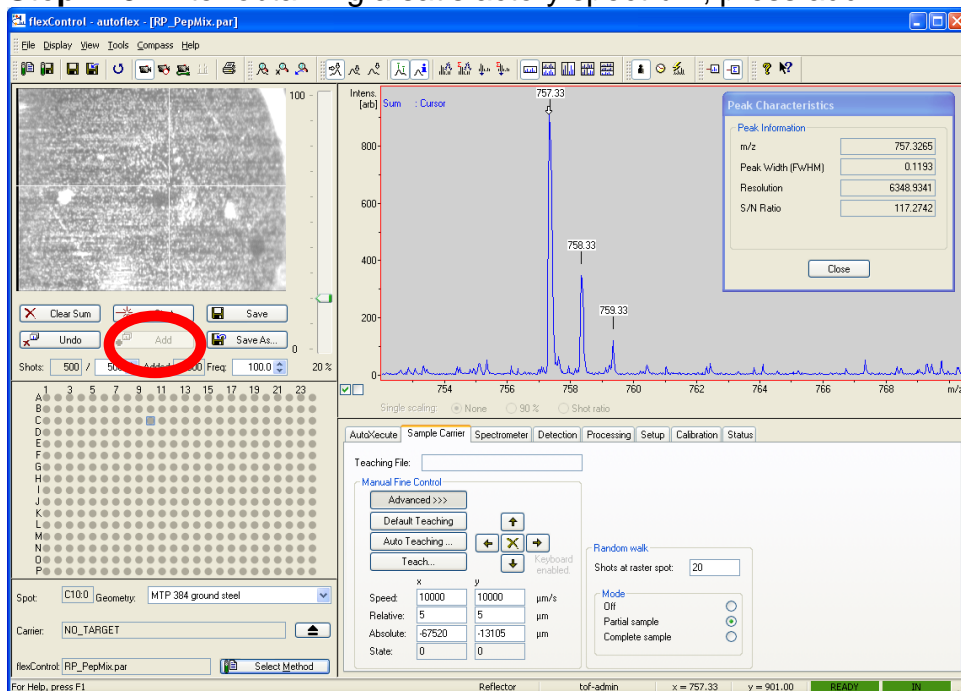 flexControl - autoflex - [RP_PepMix.par]
File Display View Tools Compass Help
100
0
20 %
Clear Sum
Save
Undo
Add
Save As...
Shots: 500 / Added Freq: 100.0
1 3 5 7 9 11 13 15 17 19 21 23
A
B
C
D
E
F
G
H
I
J
K
L
M
N
O
P
Spot: C10:0 Geometry: MTP 384 ground steel
Carrier: NO_TARGET
flexControl: RP_PepMix.par Select Method
Intens. [arb]
Sum : Cursor
757.33
758.33
759.33
800
600
400
200
0
754 756 758 760 762 764 766 768 m/z
Peak Characteristics
Peak Information
m/z 757.3265
Peak Width (FWHM) 0.1193
Resolution 6348.9341
S/N Ratio 117.2742
Close
Single scaling: None 90 % Shot ratio
AutoXecute Sample Carrier Spectrometer Detection Processing Setup Calibration Status
Teaching File:
Manual Fine Control
Advanced >>>
Default Teaching
Auto Teaching ...
Teach...
Keyboard enabled.
x y
Speed: 10000 10000 µm/s
Relative: 5 5 µm
Absolute: -67520 -13105 µm
State: 0 0
Random walk
Shots at raster spot: 20
Mode
Off
Partial sample
Complete sample
For Help, press F1
Reflector tof-admin x = 757.33 y = 901.00 READY IN